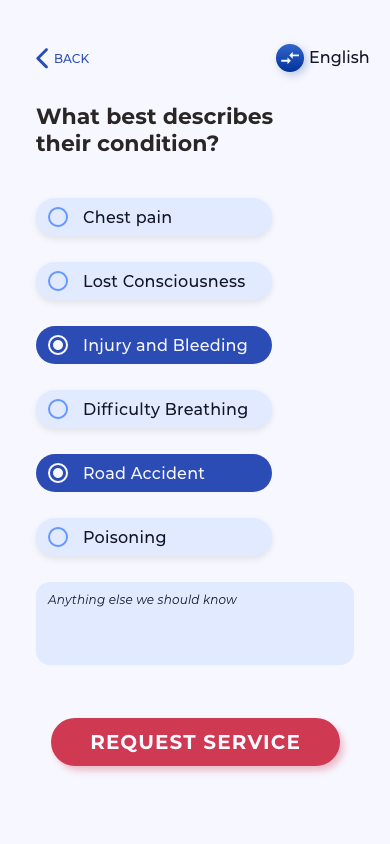 BACK
English
What best describes
their condition?
Chest pain
Lost Consciousness
Injury and Bleeding
Difficulty Breathing
Road Accident
Poisoning
Anything else we should know
REQUEST SERVICE